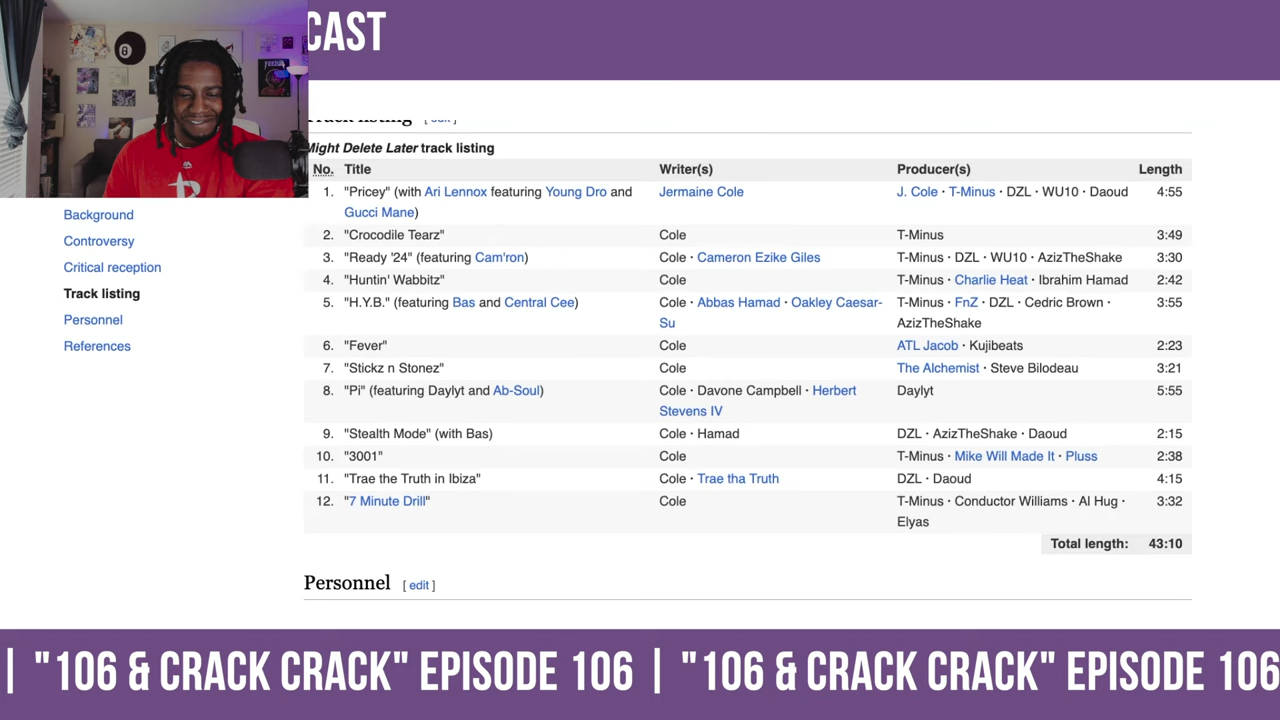 CAST
Track listing [ edit ]
Might Delete Later track listing
No. Title Writer(s) Producer(s) Length
1. "Pricey" (with Ari Lennox featuring Young Dro and Jermaine Cole J. Cole · T-Minus · DZL · WU10 · Daoud 4:55
Gucci Mane)
2. "Crocodile Tearz" Cole T-Minus 3:49
3. "Ready '24" (featuring Cam'ron) Cole · Cameron Ezike Giles T-Minus · DZL · WU10 · AzizTheShake 3:30
4. "Huntin' Wabbitz" Cole T-Minus · Charlie Heat · Ibrahim Hamad 2:42
5. "H.Y.B." (featuring Bas and Central Cee) Cole · Abbas Hamad · Oakley Caesar- T-Minus · FnZ · DZL · Cedric Brown · 3:55
Su AzizTheShake
6. "Fever" Cole ATL Jacob · Kujibeats 2:23
7. "Stickz n Stonez" Cole The Alchemist · Steve Bilodeau 3:21
8. "Pi" (featuring Daylyt and Ab-Soul) Cole · Davone Campbell · Herbert Daylyt 5:55
Stevens IV
9. "Stealth Mode" (with Bas) Cole · Hamad DZL · AzizTheShake · Daoud 2:15
10. "3001" Cole T-Minus · Mike Will Made It · Pluss 2:38
11. "Trae the Truth in Ibiza" Cole · Trae tha Truth DZL · Daoud 4:15
12. "7 Minute Drill" Cole T-Minus · Conductor Williams · Al Hug · 3:32
Elyas
Total length: 43:10
Background
Controversy
Critical reception
Track listing
Personnel
References
Personnel [ edit ]
| "106 & CRACK CRACK" EPISODE 106 | "106 & CRACK CRACK" EPISODE 106